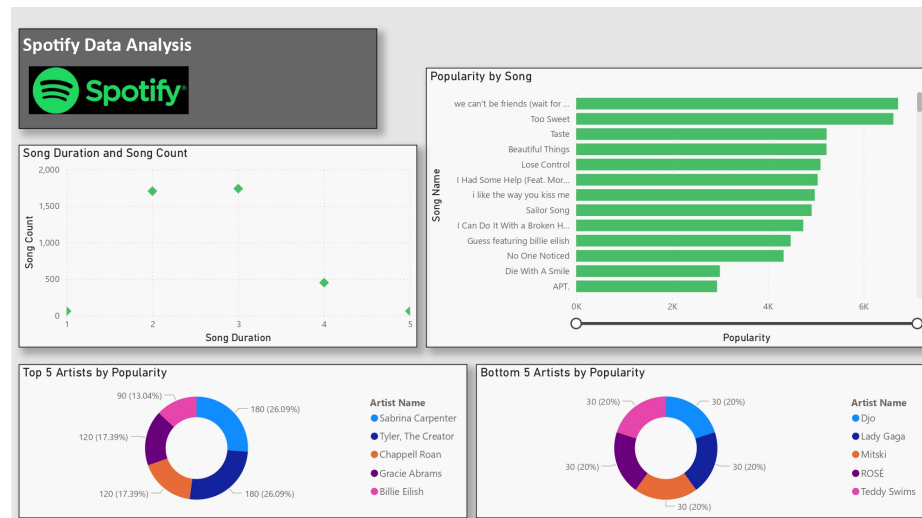 Spotify Data Analysis
Spotify
Song Duration and Song Count
Song Count
2,000
1,500
1,000
500
0
1 2 3 4 5
Song Duration
Popularity by Song
Song Name
we can't be friends (wait for ...
Too Sweet
Taste
Beautiful Things
Lose Control
I Had Some Help (Feat. Mor...
i like the way you kiss me
Sailor Song
I Can Do It With a Broken H...
Guess featuring billie eilish
No One Noticed
Die With A Smile
APT.
0K 2K 4K 6K
Popularity
Top 5 Artists by Popularity
90 (13.04%)
180 (26.09%)
120 (17.39%)
120 (17.39%)
180 (26.09%)
Artist Name
Sabrina Carpenter
Tyler, The Creator
Chappell Roan
Gracie Abrams
Billie Eilish
Bottom 5 Artists by Popularity
30 (20%)
30 (20%)
30 (20%)
30 (20%)
30 (20%)
Artist Name
Djo
Lady Gaga
Mitski
ROSÉ
Teddy Swims